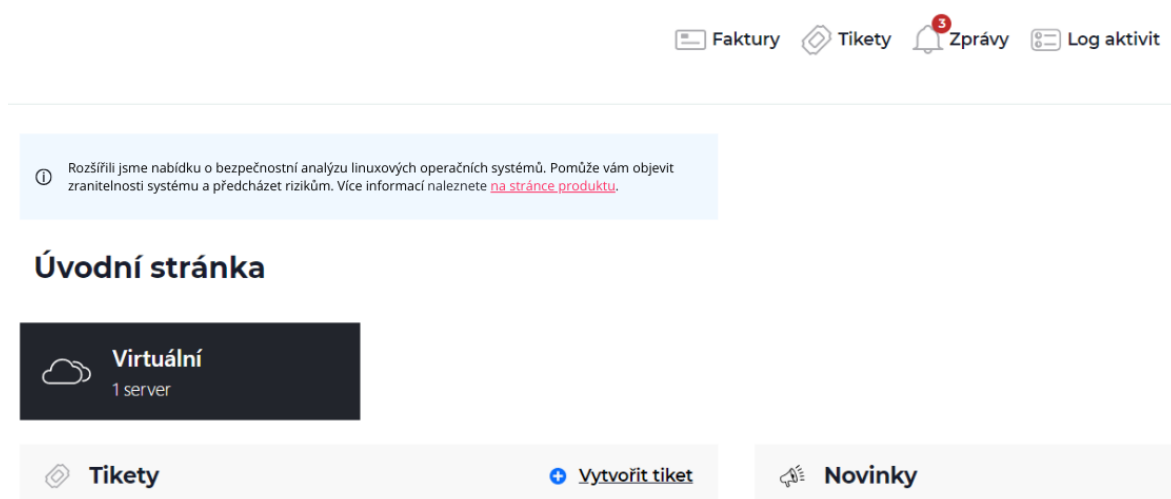 Faktury Tikety 3 Zprávy Log aktivit
Rozšířili jsme nabídku o bezpečnostní analýzu linuxových operačních systémů. Pomůže vám objevit
zranitelnosti systému a předcházet rizikům. Více informací naleznete na stránce produktu.
Úvodní stránka
Virtuální
1 server
Tikety Vytvořit tiket Novinky